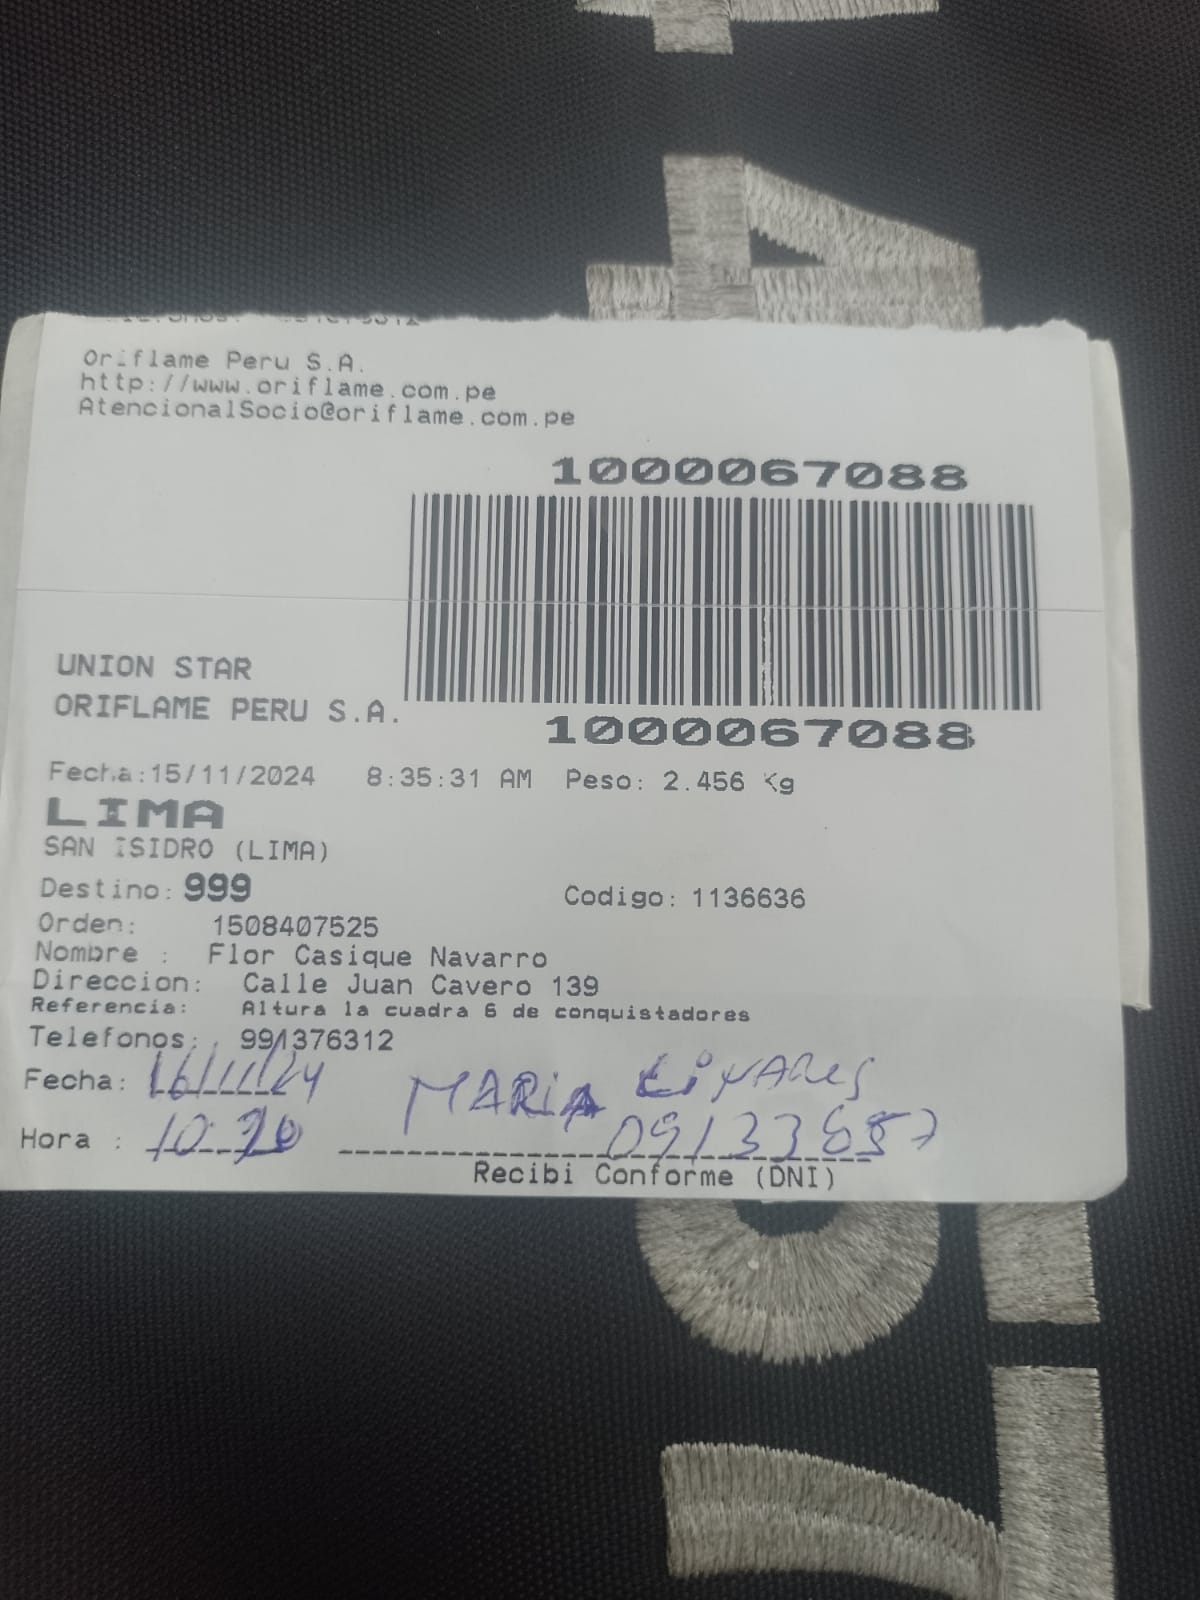 Oriflame Peru S.A.
http://www.oriflame.com.pe
AtencionalSocio@oriflame.com.pe
1000067088
UNION STAR
ORIFLAME PERU S.A.
1000067088
Fecha:15/11/2024 8:35:31 AM Peso: 2.456 Kg
LIMA
SAN ISIDRO (LIMA)
Destino: 999 Codigo: 1136636
Orden: 1508407525
Nombre : Flor Casique Navarro
Direccion: Calle Juan Cavero 139
Referencia: Altura la cuadra 6 de conquistadores
Telefonos: 991376312
Fecha: 16/11/24 MARIA LiNARes
Hora : 10
Recibi Conforme (DNI)